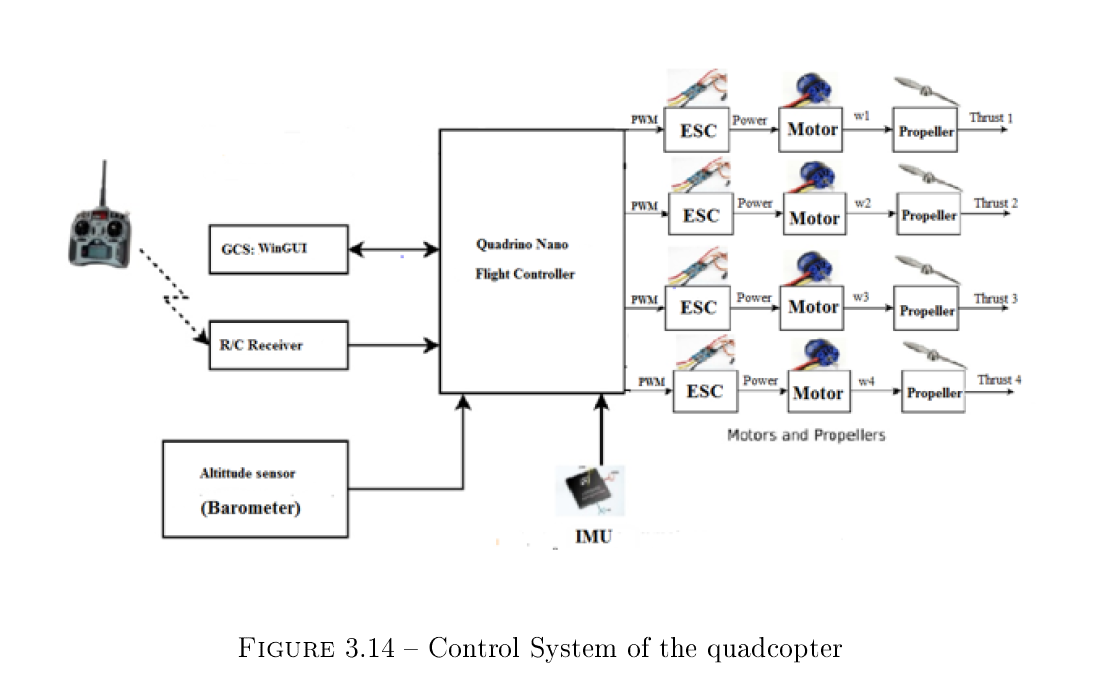 PWM ESC Power Motor w1 Propeller Thrust 1
PWM ESC Power Motor w2 Propeller Thrust 2
GCS: WinGUI
Quadrino Nano
Flight Controller
PWM ESC Power Motor w3 Propeller Thrust 3
R/C Receiver
PWM ESC Power Motor w4 Propeller Thrust 4
Motors and Propellers
Altittude sensor
(Barometer)
IMU
FIGURE 3.14 – Control System of the quadcopter